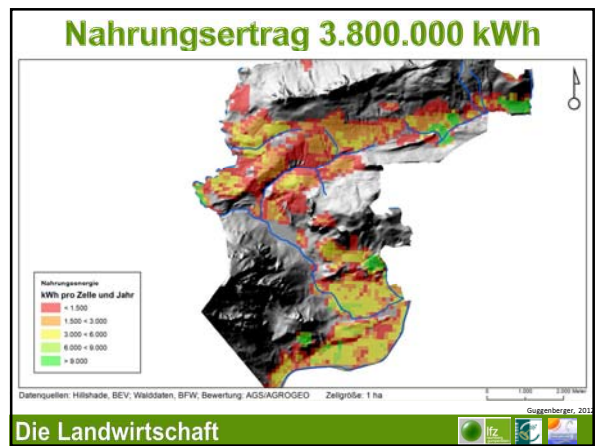 Nahrungsertrag 3.800.000 kWh
Nahrungsenergie
kWh pro Zelle und Jahr
< 1.500
1.500 < 3.000
3.000 < 6.000
6.000 < 9.000
> 9.000
0 1.000 2.000 Meter
Datenquellen: Hillshade, BEV; Walddaten, BFW; Bewertung: AGS/AGROGEO Zellgröße: 1 ha
Guggenberger, 2012
Die Landwirtschaft
lfz